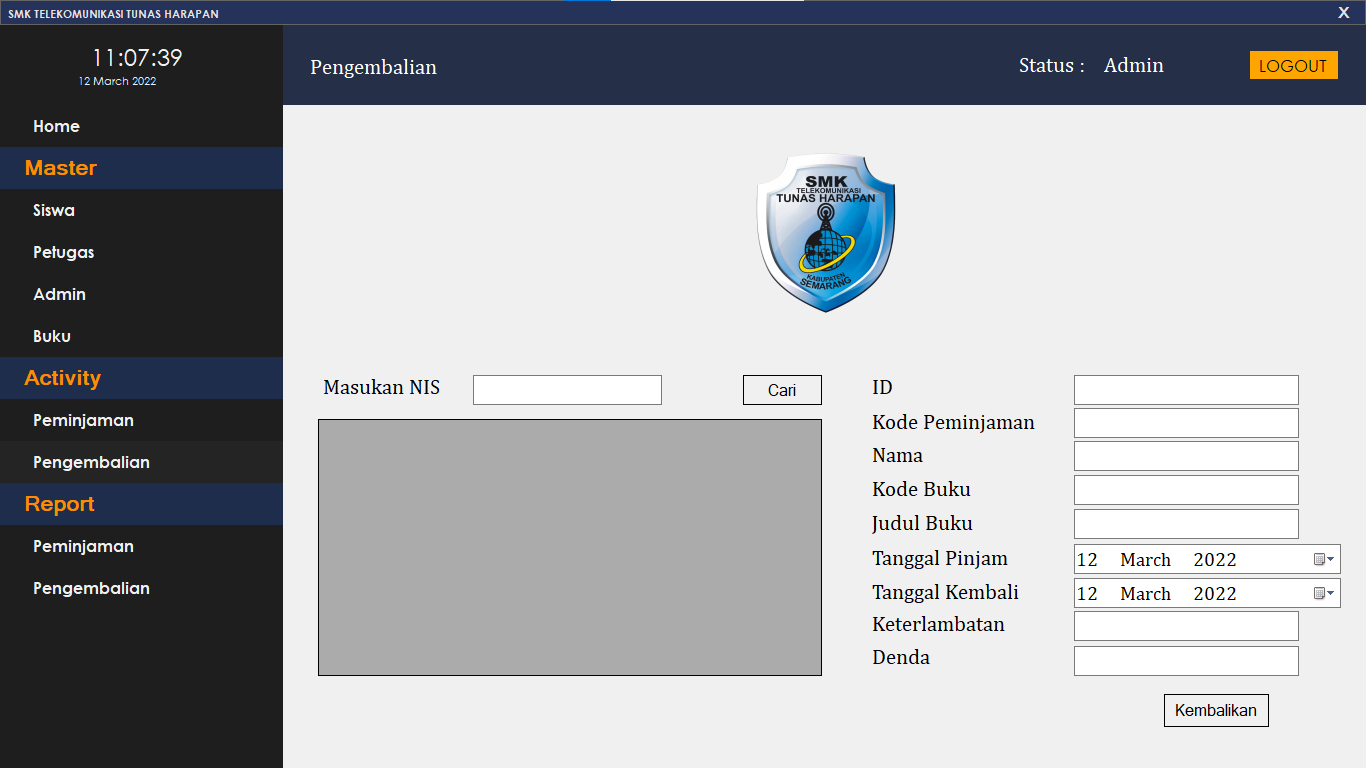 SMK TELEKOMUNIKASI TUNAS HARAPAN
X
11:07:39
12 March 2022
Home
Master
Siswa
Petugas
Admin
Buku
Activity
Peminjaman
Pengembalian
Report
Peminjaman
Pengembalian
Pengembalian
Status : Admin
LOGOUT
SMK
TELEKOMUNIKASI
TUNAS HARAPAN
KABUPATEN
SEMARANG
Masukan NIS
Cari
ID
Kode Peminjaman
Nama
Kode Buku
Judul Buku
Tanggal Pinjam 12 March 2022
Tanggal Kembali 12 March 2022
Keterlambatan
Denda
Kembalikan